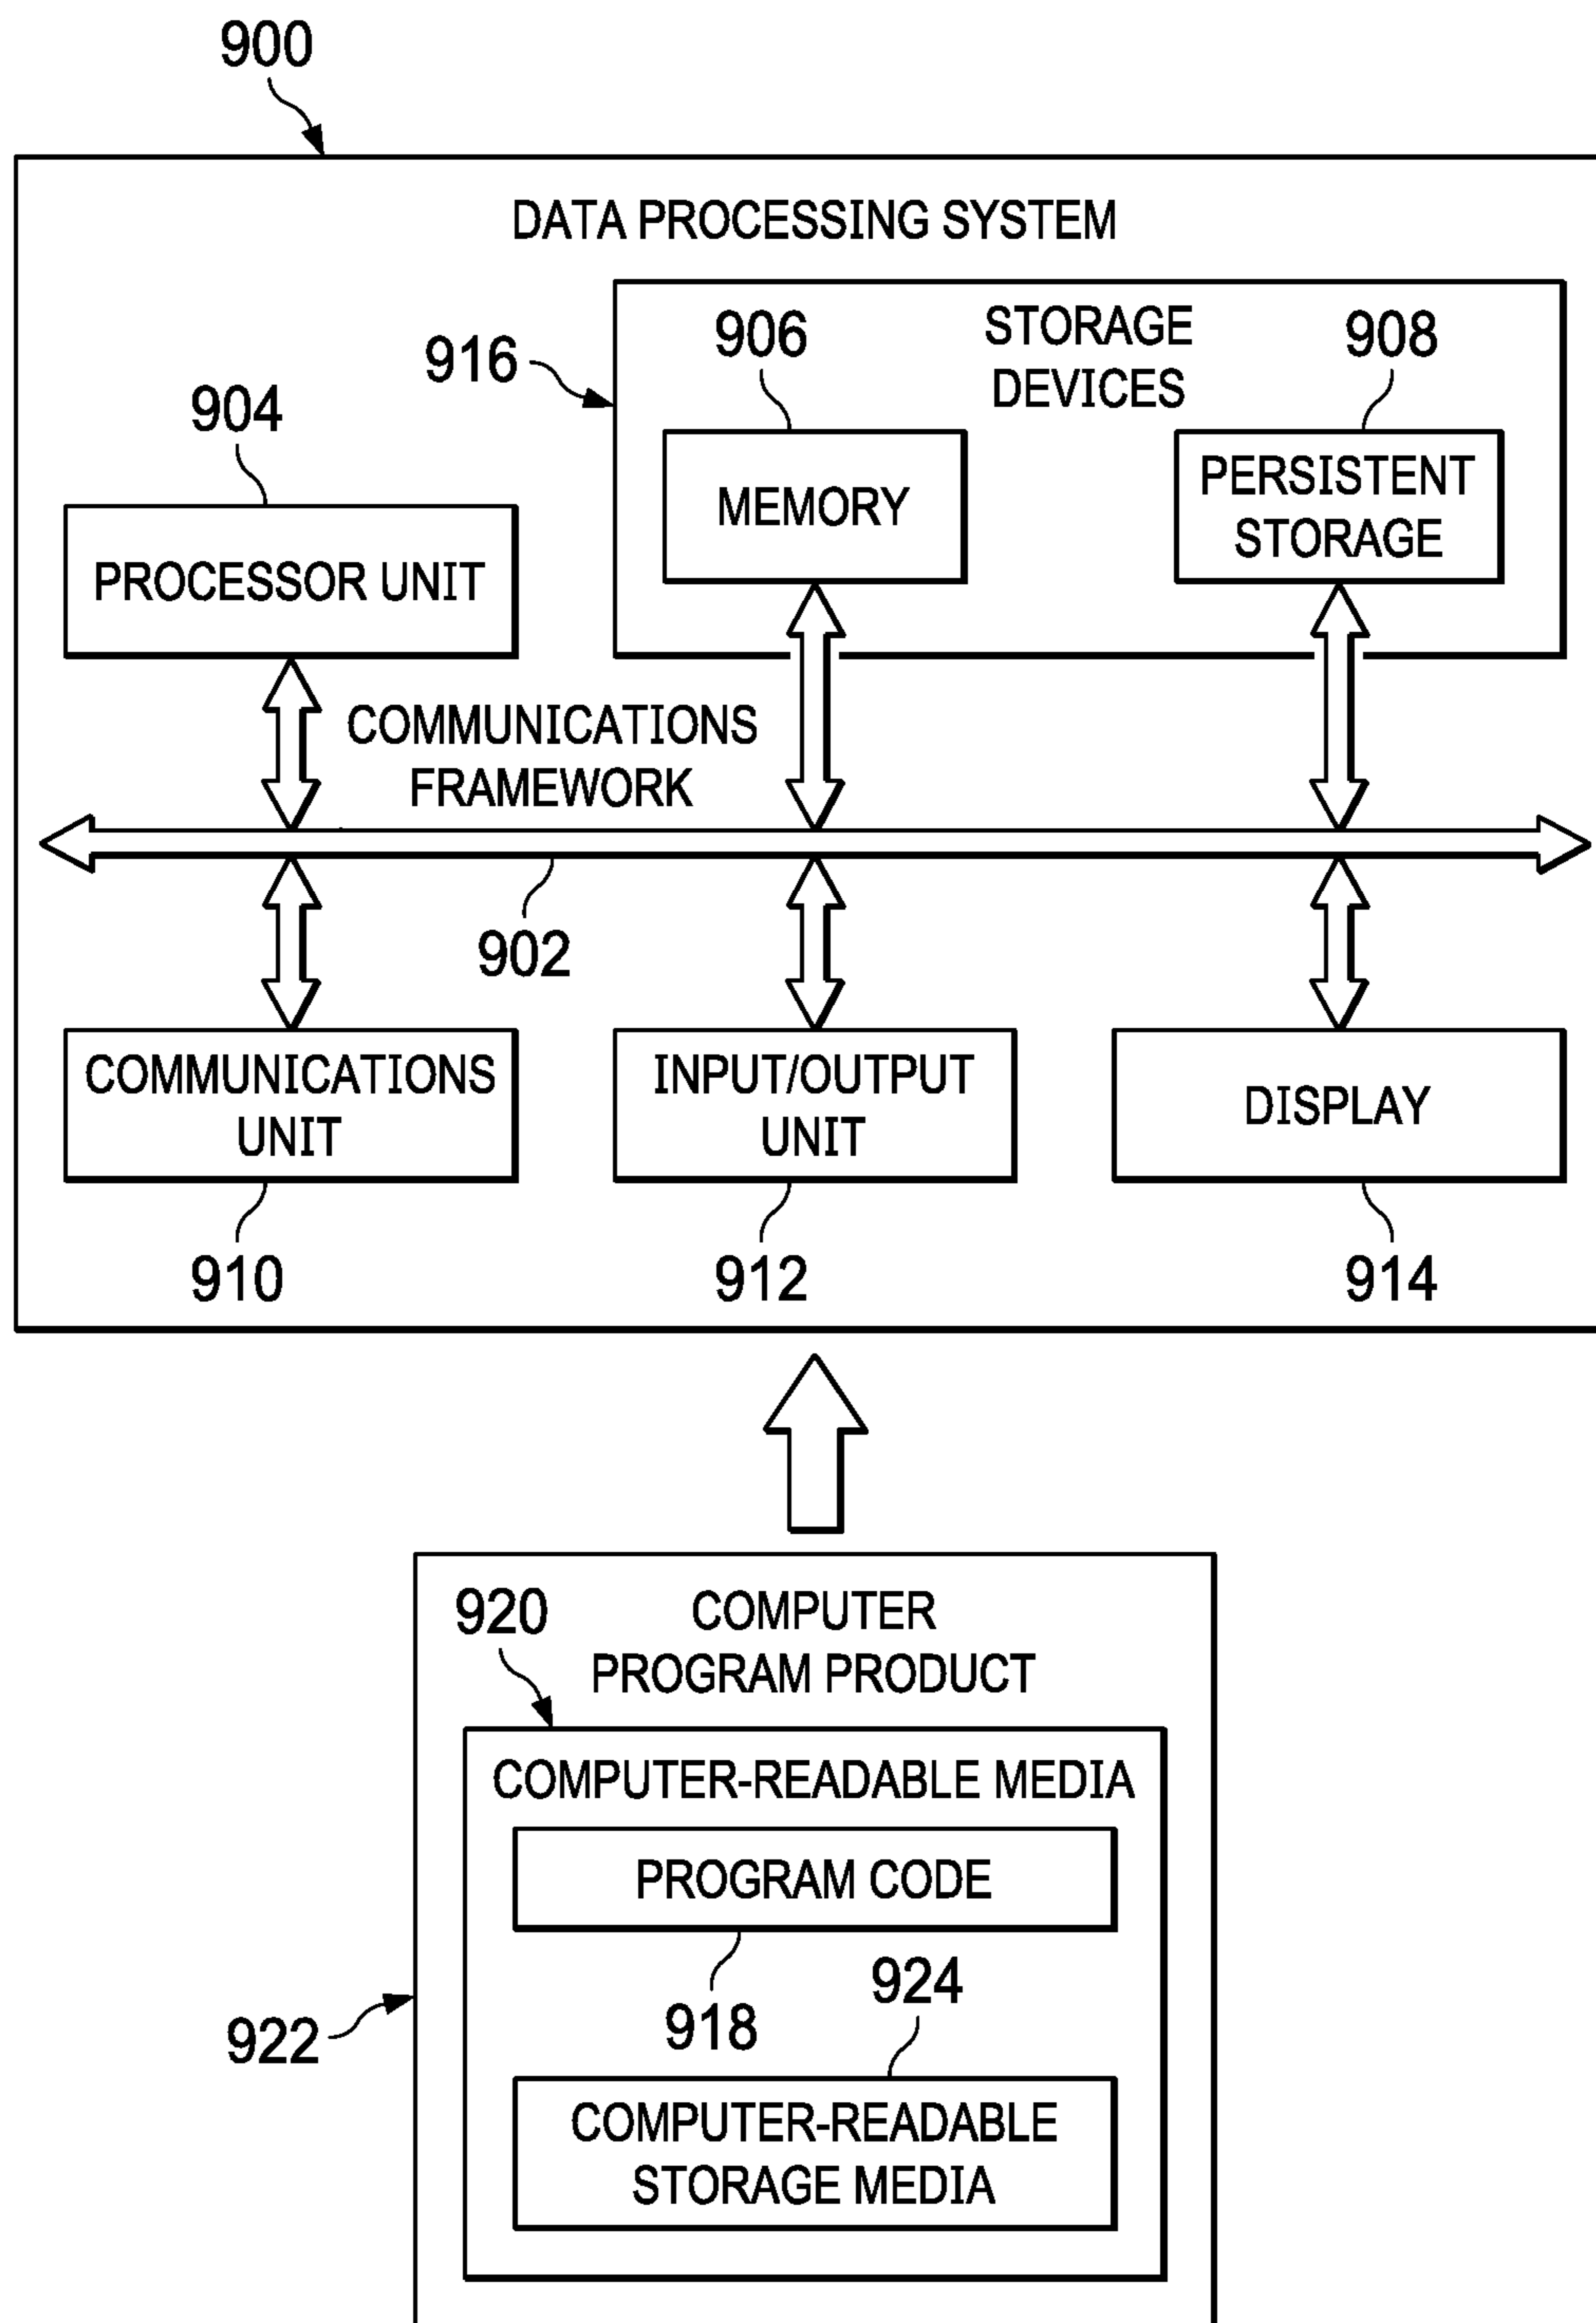 900
DATA PROCESSING SYSTEM
916
906
STORAGE
DEVICES
908
904
MEMORY
PERSISTENT
STORAGE
PROCESSOR UNIT
COMMUNICATIONS
FRAMEWORK
902
COMMUNICATIONS
UNIT
INPUT/OUTPUT
UNIT
DISPLAY
910
912
914
920
COMPUTER
PROGRAM PRODUCT
COMPUTER-READABLE MEDIA
PROGRAM CODE
918
924
922
COMPUTER-READABLE
STORAGE MEDIA